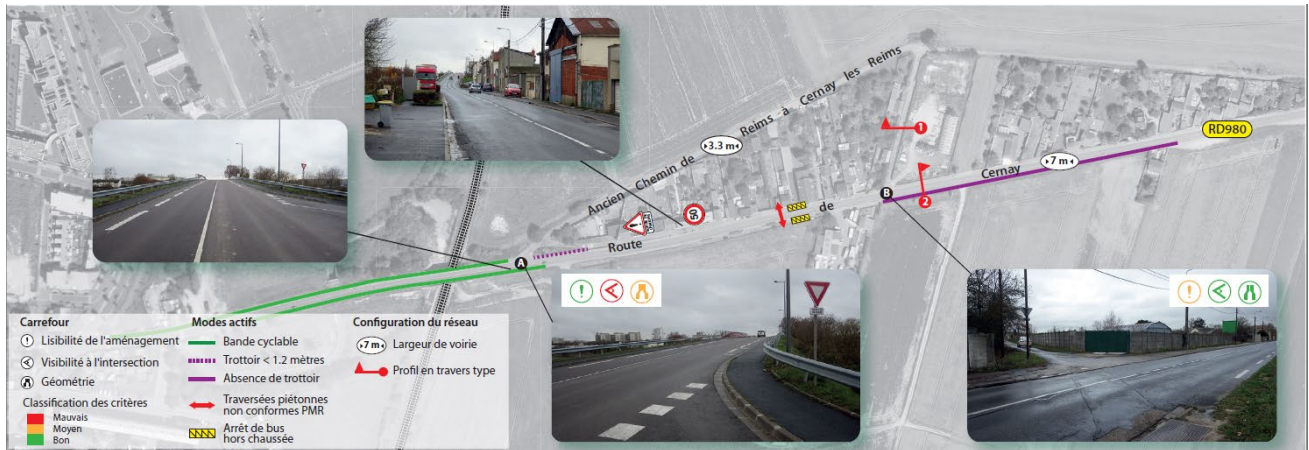 Ancien Chemin de Reims à Cernay les Reims
3.3 m
1
RD980
7 m
Cernay
B
2
de
50
Route
A
Carrefour
Lisibilité de l'aménagement
Visibilité à l'intersection
Géométrie
Classification des critères
Mauvais
Moyen
Bon
Modes actifs
Bande cyclable
Trottoir < 1.2 mètres
Absence de trottoir
Traversées piétonnes
non conformes PMR
Arrêt de bus
hors chaussée
Configuration du réseau
7 m
Largeur de voirie
Profil en travers type